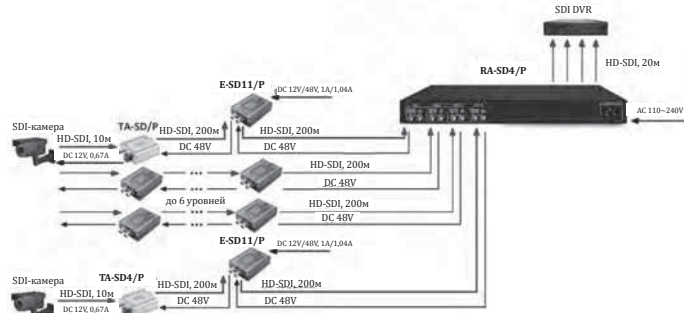 SDI DVR
HD-SDI, 20м
E-SD11/P
DC 12V/48V, 1A/1,04A
RA-SD4/P
AC 110~240V
SDI-камера
TA-SD/P
HD-SDI, 10м
HD-SDI, 200м
HD-SDI, 200м
DC 12V, 0,67A
DC 48V
DC 48V
HD-SDI, 200м
DC 48V
до 6 уровней
HD-SDI, 200м
DC 48V
E-SD11/P
DC 12V/48V, 1A/1,04A
SDI-камера
TA-SD4/P
HD-SDI, 10м
HD-SDI, 200м
HD-SDI, 200м
DC 12V, 0,67A
DC 48V
DC 48V